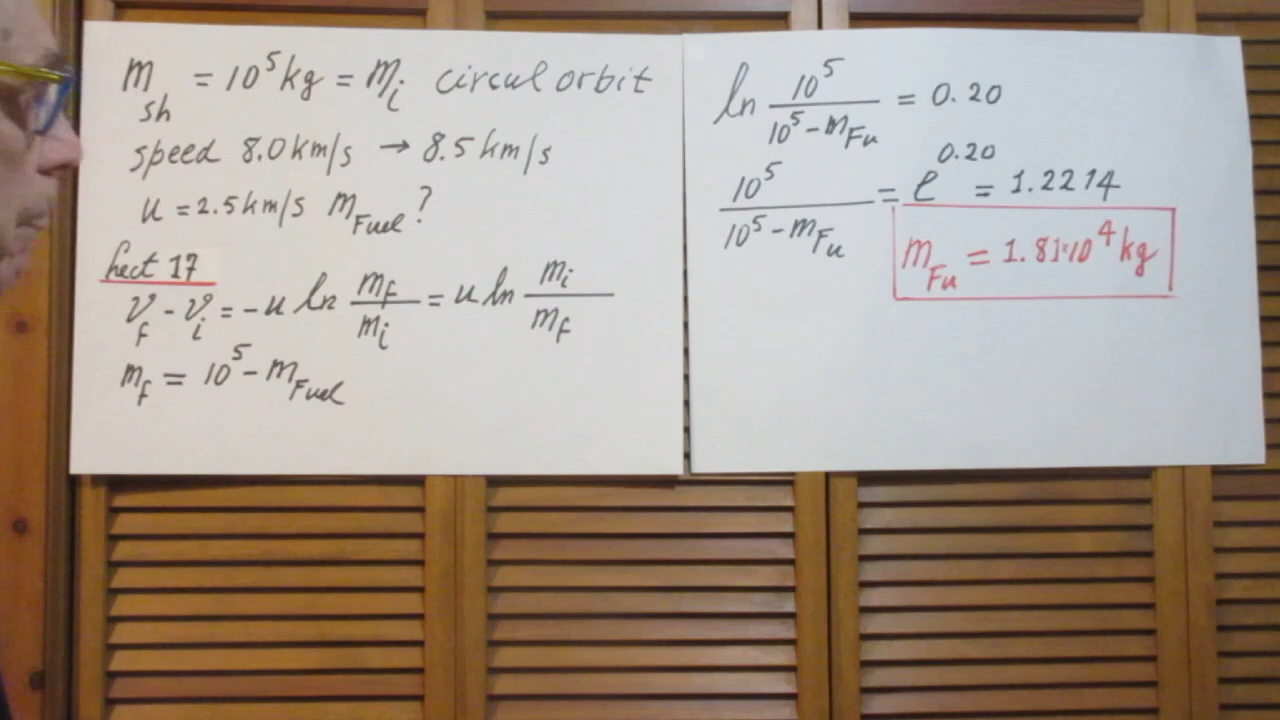 m_sh = 10^5 kg = m_i circul orbit
speed 8.0 km/s → 8.5 km/s
u = 2.5 km/s m_Fuel ?
Lect 17
v_f - v_i = -u ln m_f/m_i = u ln m_i/m_f
m_f = 10^5 - m_Fuel
ln 10^5/(10^5 - m_Fu) = 0.20
10^5/(10^5 - m_Fu) = e^0.20 = 1.2214
m_Fu = 1.81·10^4 kg